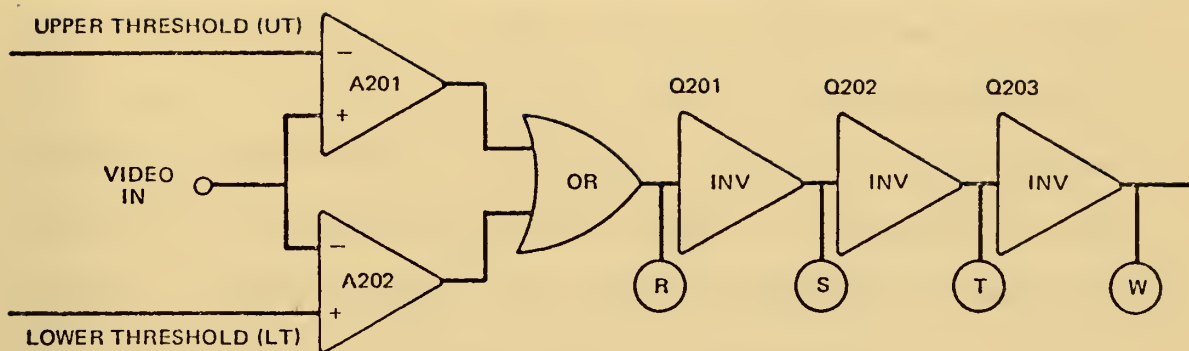 UPPER THRESHOLD (UT)
−
A201
+
Q201
Q202
Q203
VIDEO
IN
OR
INV
INV
INV
−
A202
+
R
S
T
W
LOWER THRESHOLD (LT)